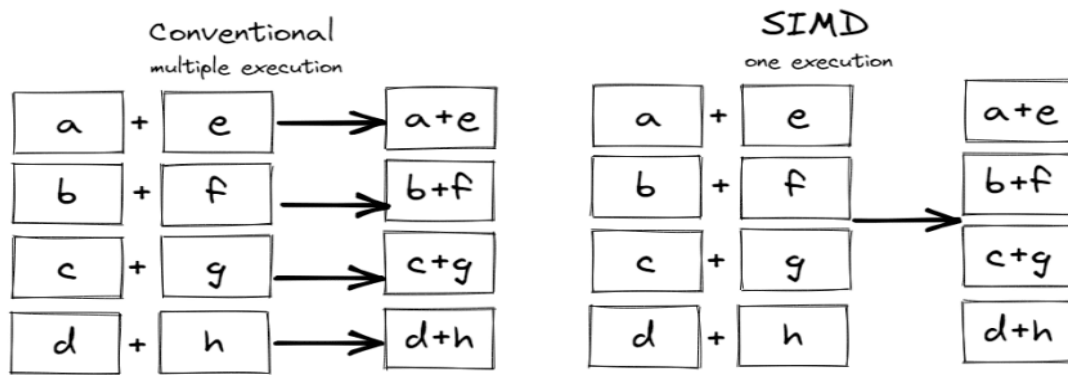 Conventional
multiple execution
a + e a+e
b + f b+f
c + g c+g
d + h d+h
SIMD
one execution
a + e a+e
b + f b+f
c + g c+g
d + h d+h